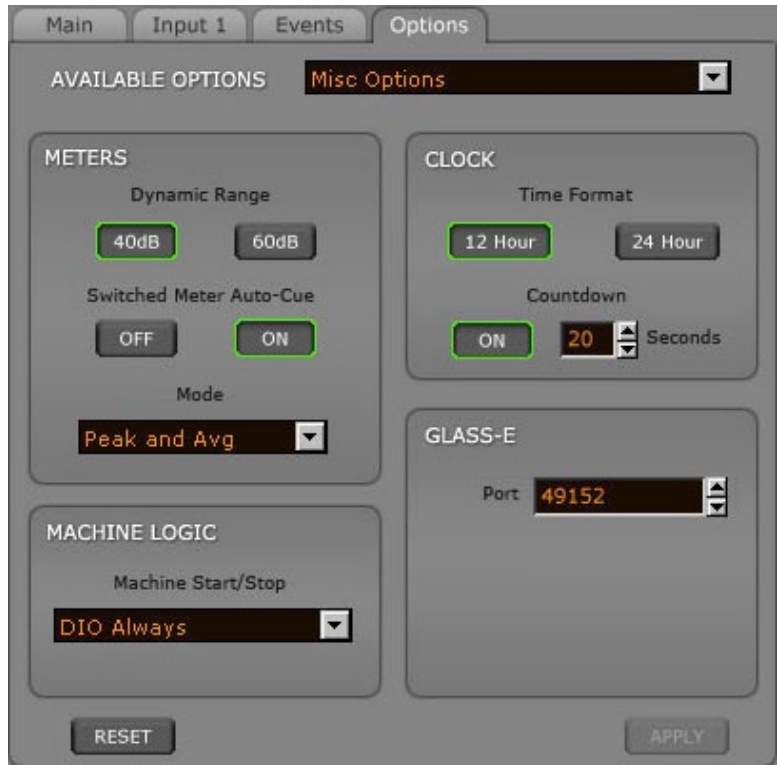 Main Input 1 Events Options
AVAILABLE OPTIONS Misc Options
METERS
Dynamic Range
40dB 60dB
Switched Meter Auto-Cue
OFF ON
Mode
Peak and Avg
MACHINE LOGIC
Machine Start/Stop
DIO Always
CLOCK
Time Format
12 Hour 24 Hour
Countdown
ON 20 Seconds
GLASS-E
Port 49152
RESET APPLY